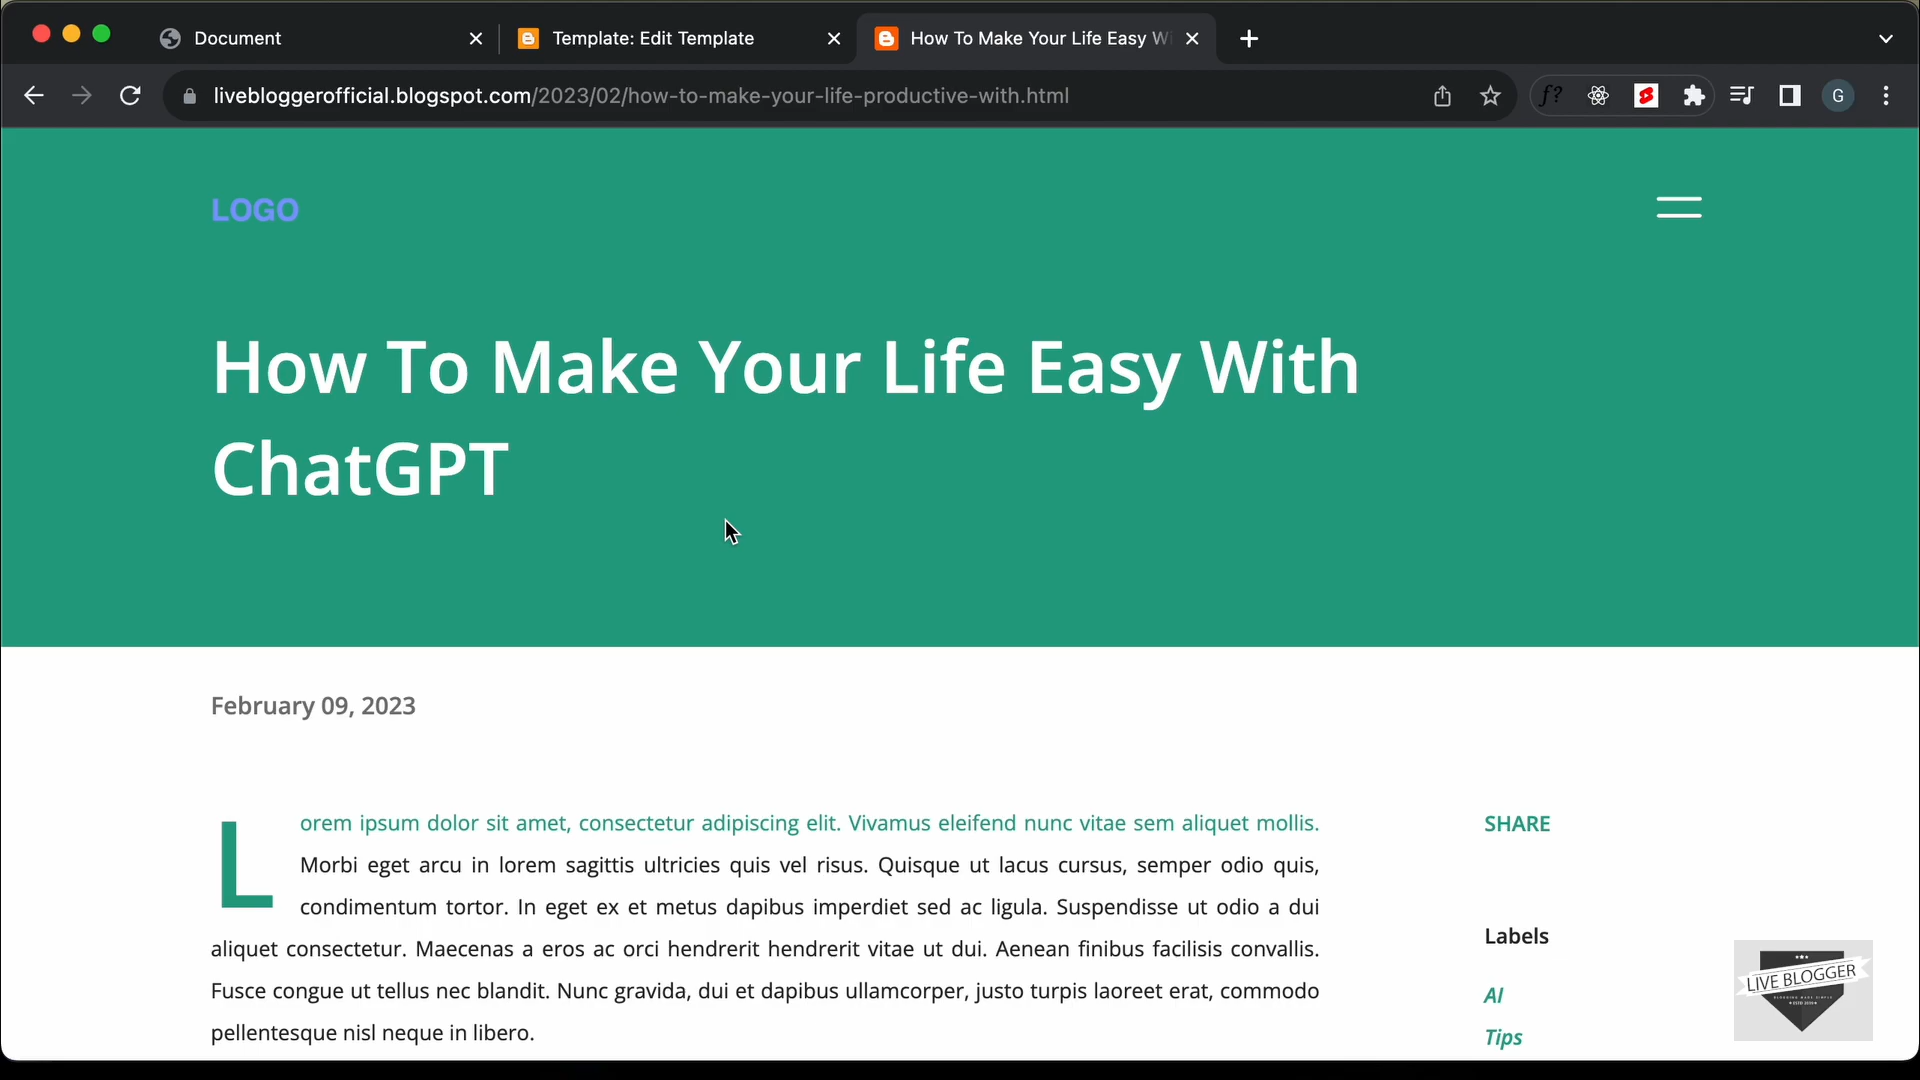 Document
Template: Edit Template
How To Make Your Life Easy W
livebloggerofficial.blogspot.com/2023/02/how-to-make-your-life-productive-with.html
f?
G
LOGO
How To Make Your Life Easy With
ChatGPT
February 09, 2023
Lorem ipsum dolor sit amet, consectetur adipiscing elit. Vivamus eleifend nunc vitae sem aliquet mollis.
Morbi eget arcu in lorem sagittis ultricies quis vel risus. Quisque ut lacus cursus, semper odio quis,
condimentum tortor. In eget ex et metus dapibus imperdiet sed ac ligula. Suspendisse ut odio a dui
aliquet consectetur. Maecenas a eros ac orci hendrerit hendrerit vitae ut dui. Aenean finibus facilisis convallis.
Fusce congue ut tellus nec blandit. Nunc gravida, dui et dapibus ullamcorper, justo turpis laoreet erat, commodo
pellentesque nisl neque in libero.
SHARE
Labels
AI
Tips
LIVE BLOGGER